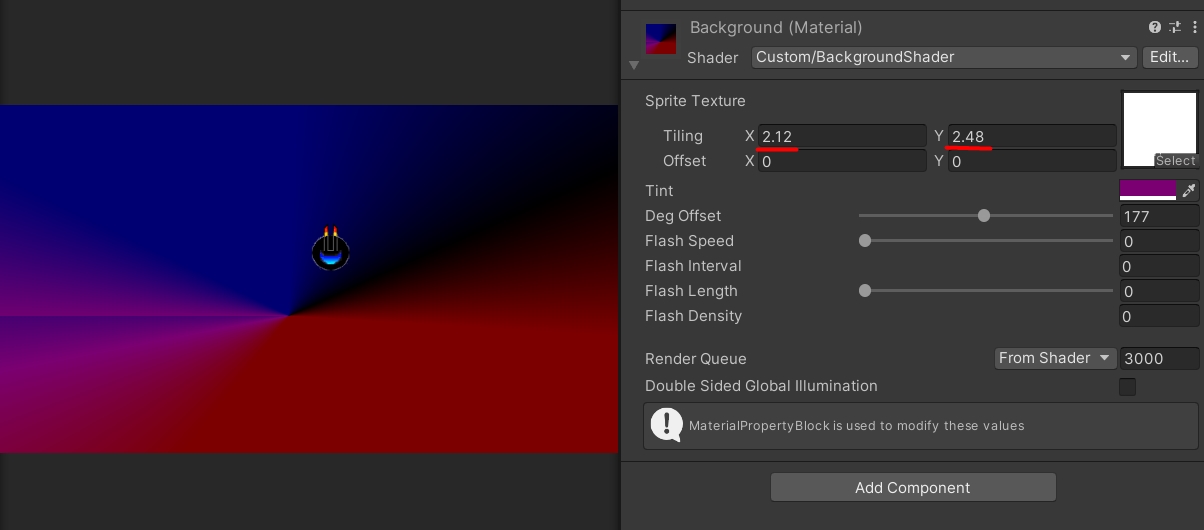 Background (Material)
Shader Custom/BackgroundShader Edit...
Sprite Texture
Tiling X 2.12 Y 2.48
Offset X 0 Y 0
Select
Tint
Deg Offset 177
Flash Speed 0
Flash Interval 0
Flash Length 0
Flash Density 0
Render Queue From Shader 3000
Double Sided Global Illumination
MaterialPropertyBlock is used to modify these values
Add Component